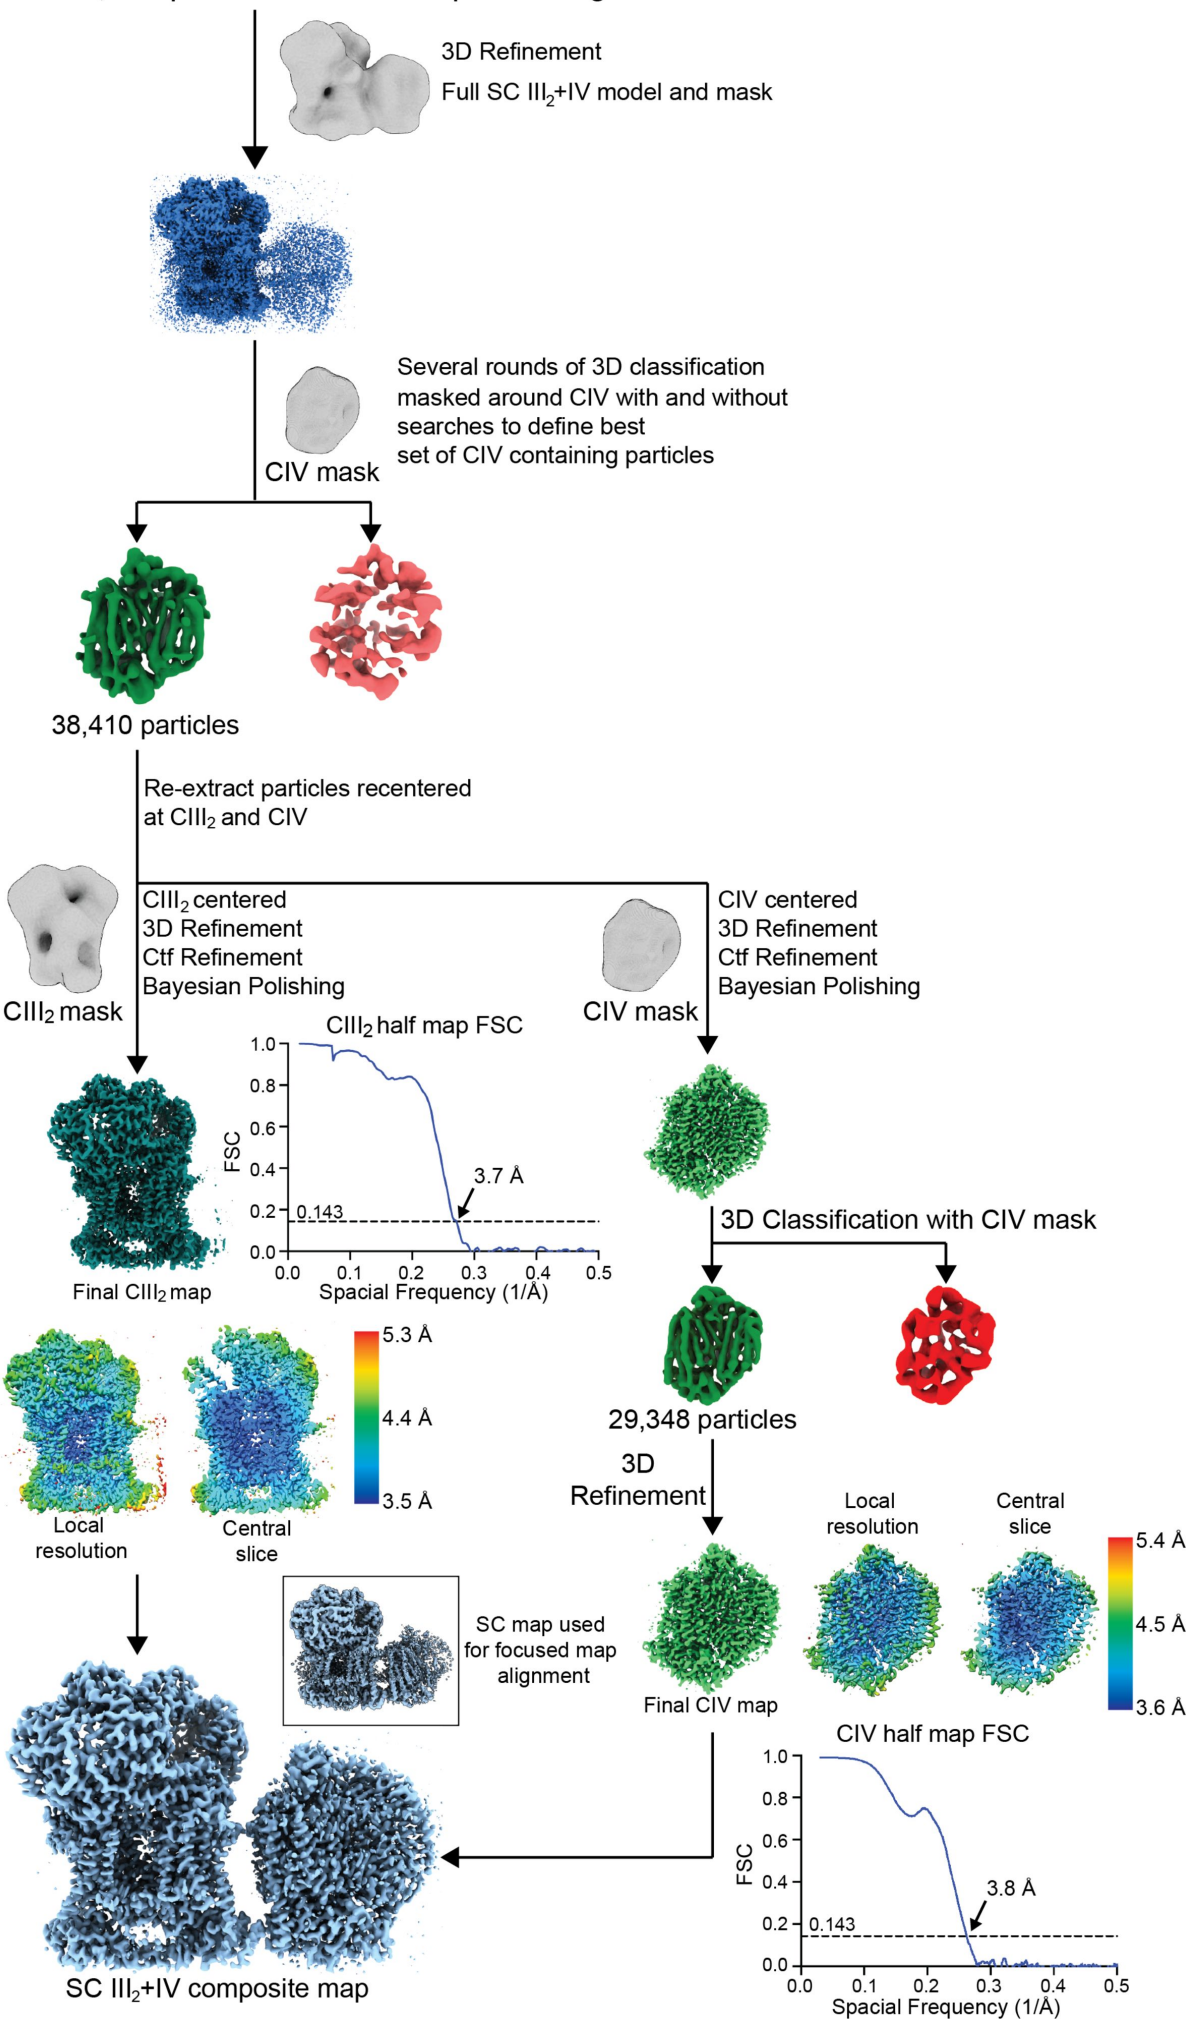 3D Refinement
Full SC III₂+IV model and mask
Several rounds of 3D classification
masked around CIV with and without
searches to define best
set of CIV containing particles
CIV mask
38,410 particles
Re-extract particles recentered
at CIII₂ and CIV
CIII₂ centered
3D Refinement
Ctf Refinement
Bayesian Polishing
CIII₂ mask
CIV centered
3D Refinement
Ctf Refinement
Bayesian Polishing
CIV mask
CIII₂ half map FSC
1.0
0.8
0.6
0.4
0.2
0.0
FSC
3.7 Å
0.143
0.0 0.1 0.2 0.3 0.4 0.5
Spacial Frequency (1/Å)
Final CIII₂ map
3D Classification with CIV mask
5.3 Å
4.4 Å
3.5 Å
Local
resolution
Central
slice
29,348 particles
3D
Refinement
Local
resolution
Central
slice
5.4 Å
4.5 Å
3.6 Å
SC map used
for focused map
alignment
Final CIV map
CIV half map FSC
1.0
0.8
0.6
0.4
0.2
0.0
FSC
3.8 Å
0.143
0.0 0.1 0.2 0.3 0.4 0.5
Spacial Frequency (1/Å)
SC III₂+IV composite map